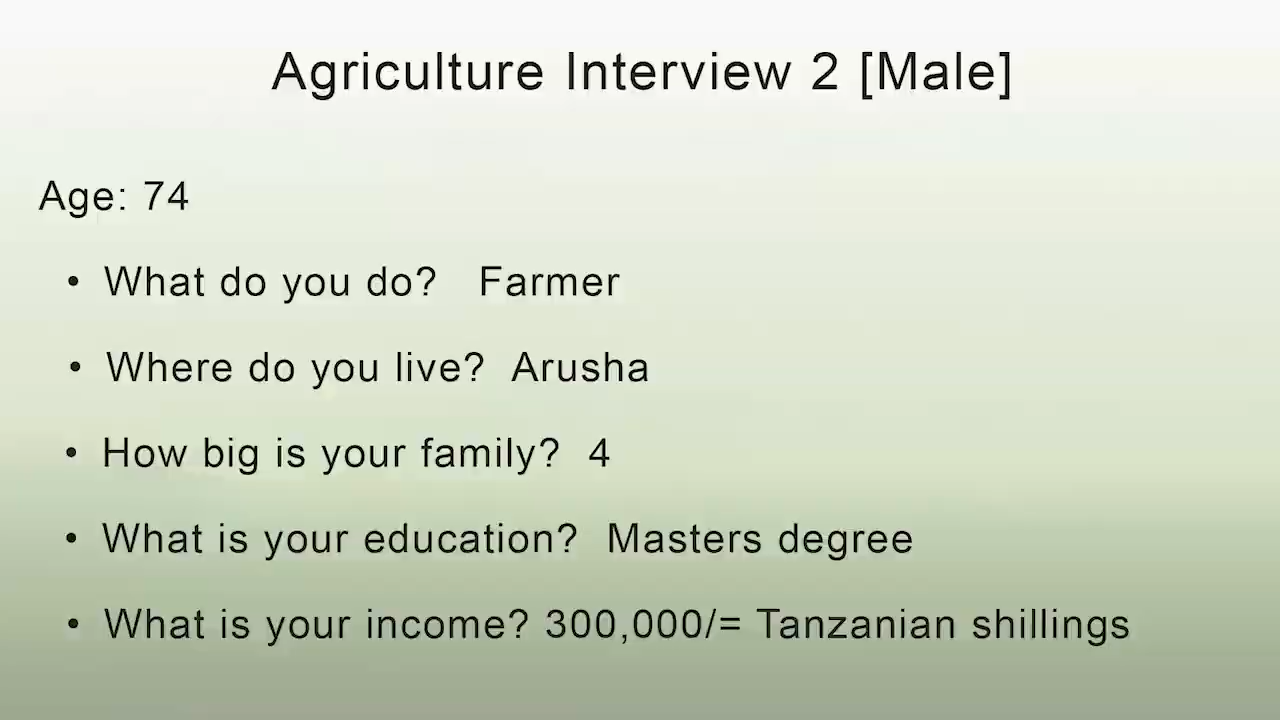 Agriculture Interview 2 [Male]
Age: 74
• What do you do? Farmer
• Where do you live? Arusha
• How big is your family? 4
• What is your education? Masters degree
• What is your income? 300,000/= Tanzanian shillings